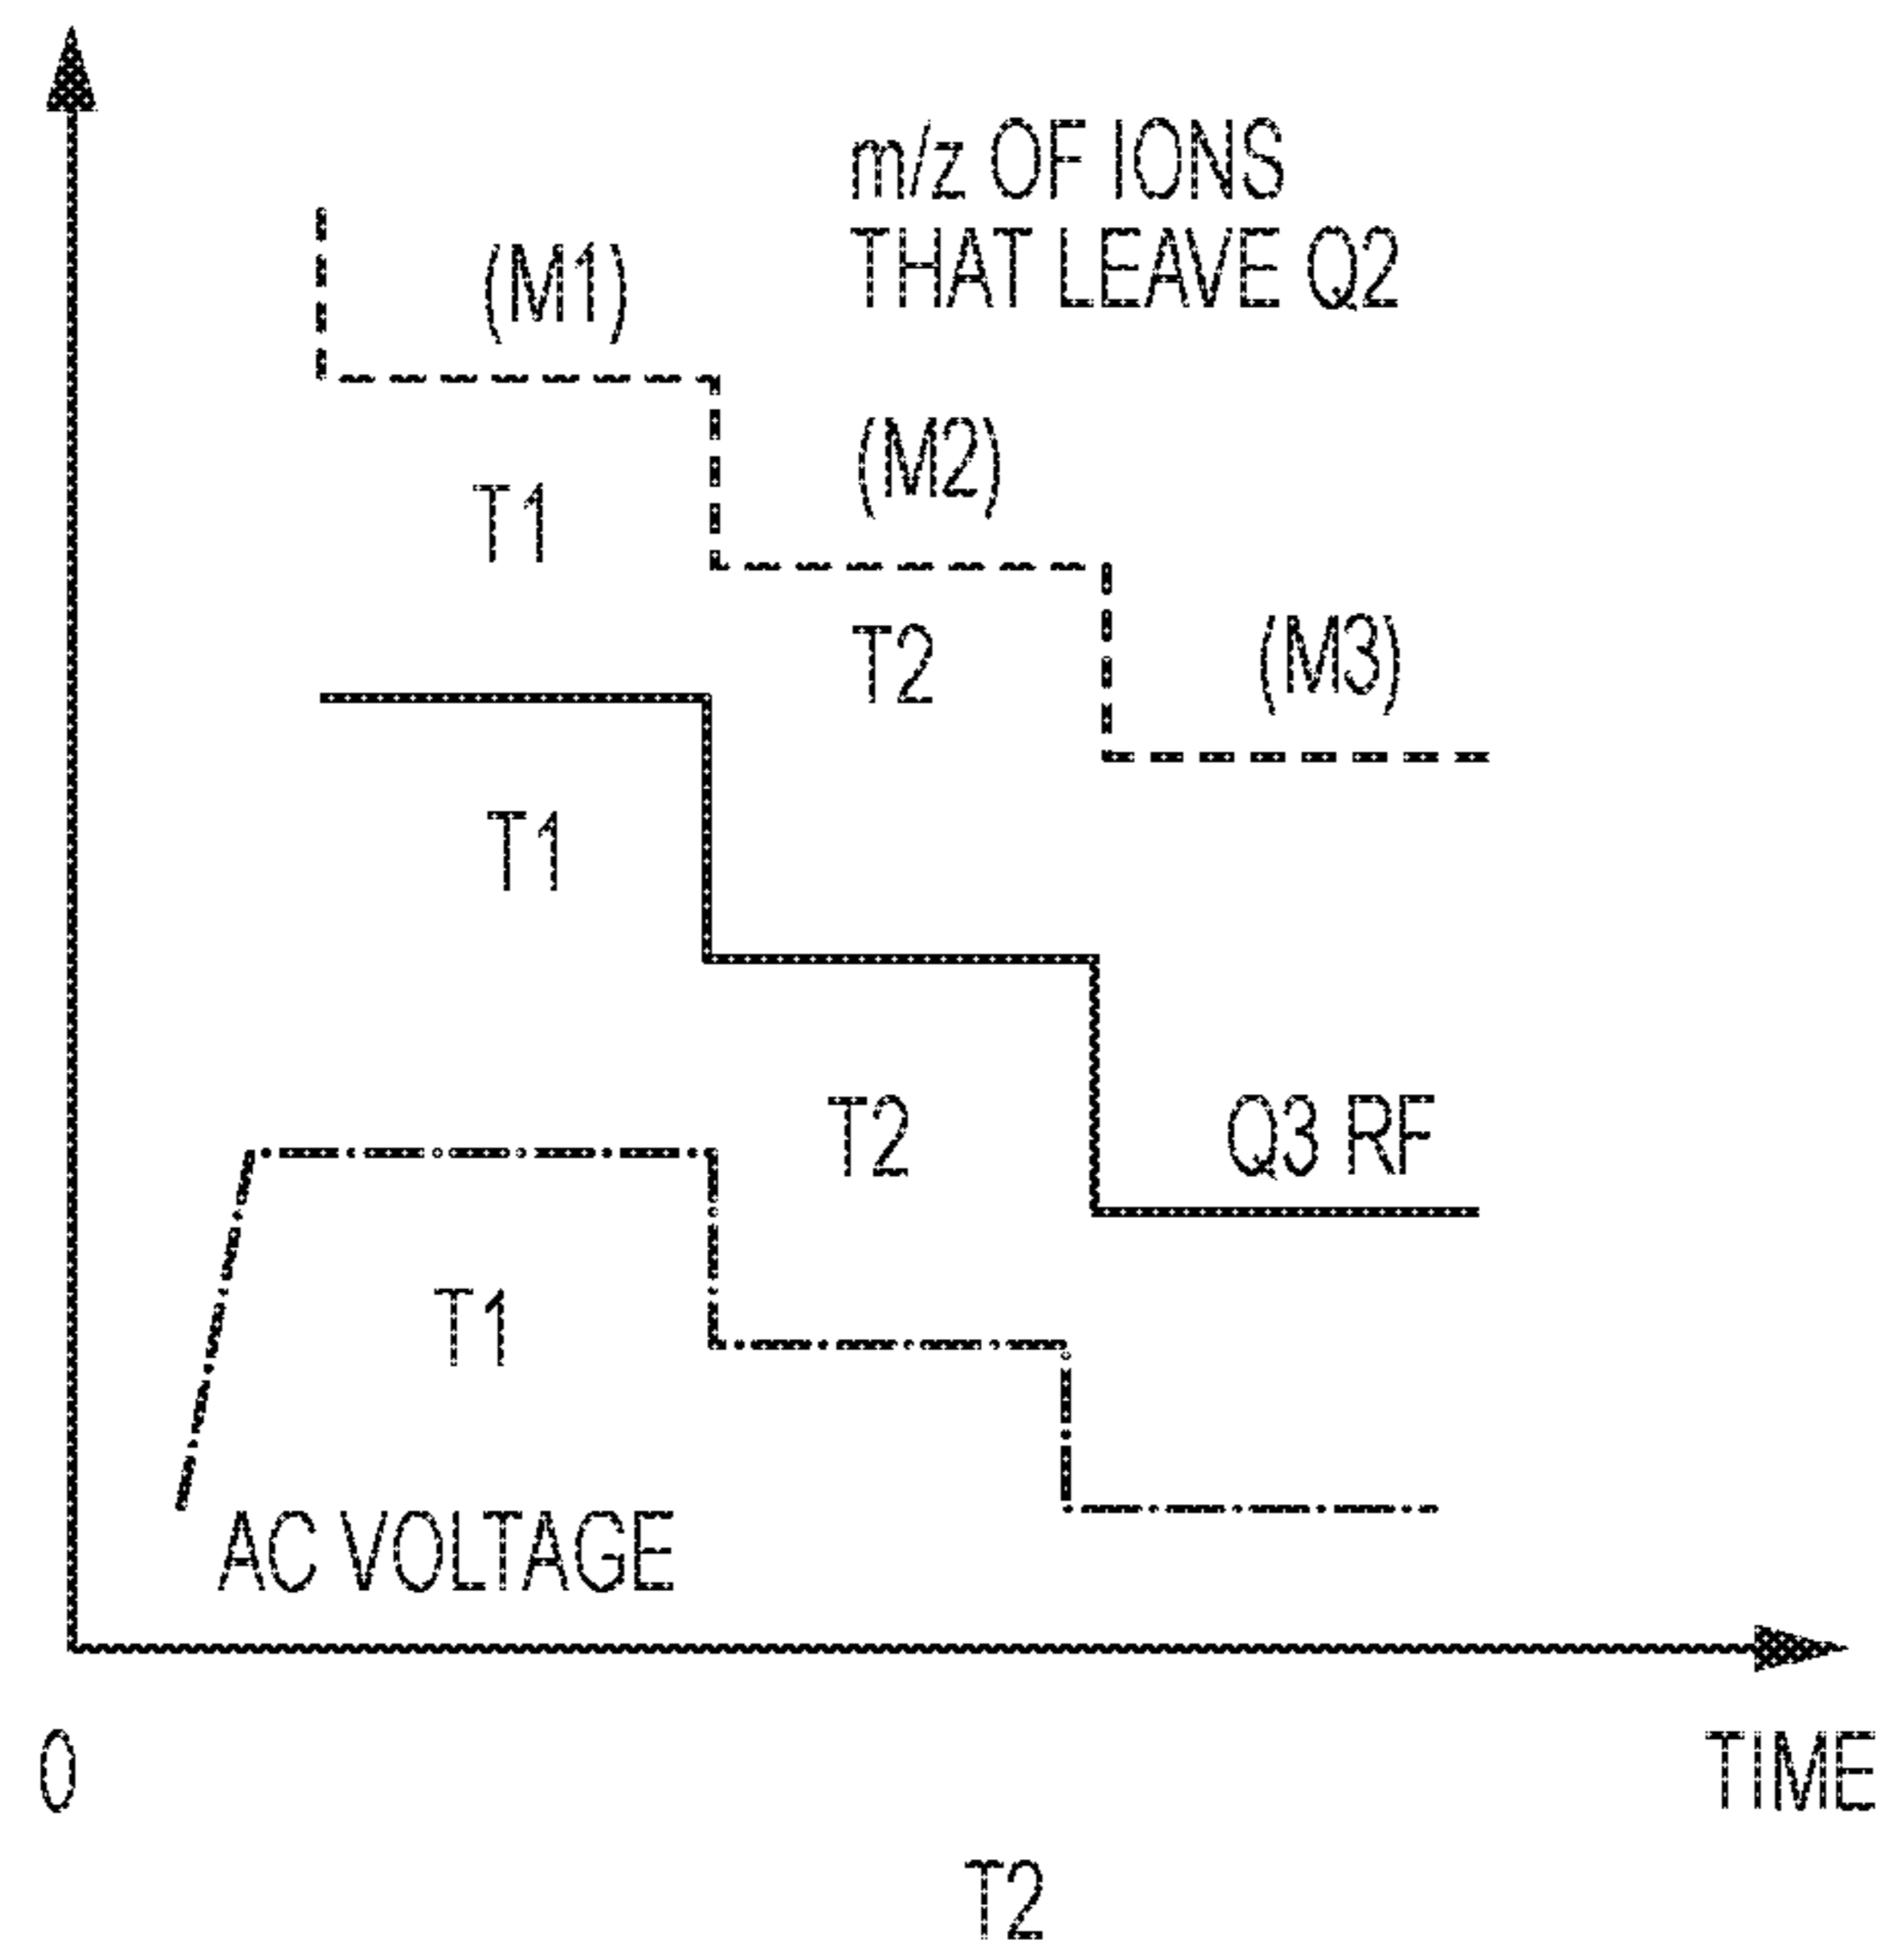 m/z OF IONS
THAT LEAVE Q2
(M1)
(M2)
T1
T2
(M3)
T1
T2
Q3 RF
T1
AC VOLTAGE
0
TIME
T2